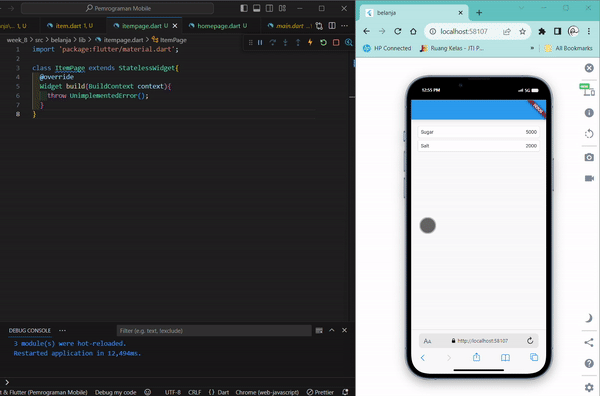 Pemrograman Mobile
item.dart 1, U
itempage.dart U
homepage.dart U
main.dart
week_8 > src > belanja > lib > itempage.dart > ItemPage
1 import 'package:flutter/material.dart';
2
3 class ItemPage extends StatelessWidget{
4 @override
5 Widget build(BuildContext context){
6 throw UnimplementedError();
7 }
8 }
DEBUG CONSOLE
Filter (e.g. text, !exclude)
3 module(s) were hot-reloaded.
Restarted application in 12,494ms.
t & Flutter (Pemrograman Mobile)
Debug my code
UTF-8
CRLF
{} Dart
Chrome (web-javascript)
Prettier
belanja
localhost:58107
HP Connected
Ruang Kelas - JTI P...
All Bookmarks
12:55 PM
5G
Sugar 5000
Salt 2000
AA
http://localhost:58107